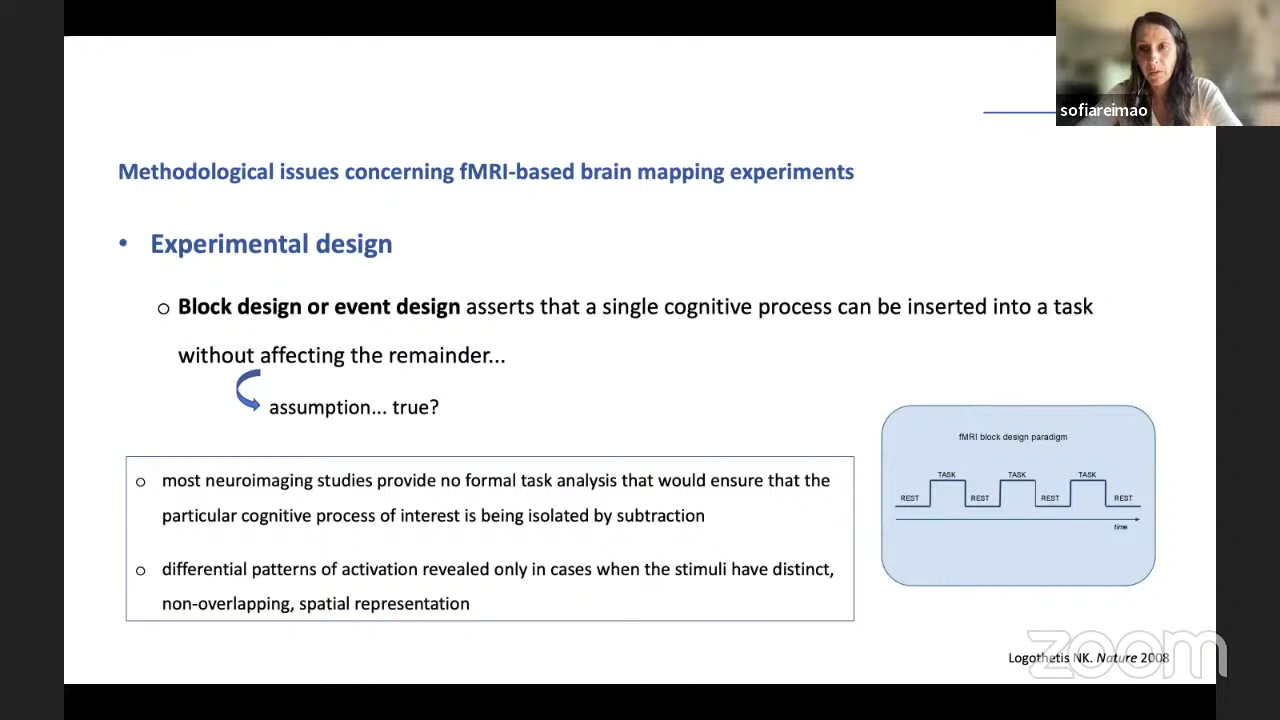 sofiareimao
Methodological issues concerning fMRI-based brain mapping experiments
• Experimental design
o Block design or event design asserts that a single cognitive process can be inserted into a task
without affecting the remainder...
assumption... true?
o most neuroimaging studies provide no formal task analysis that would ensure that the
particular cognitive process of interest is being isolated by subtraction
o differential patterns of activation revealed only in cases when the stimuli have distinct,
non-overlapping, spatial representation
fMRI block design paradigm
TASK TASK TASK
REST REST REST REST
time
Logothetis NK. Nature 2008
zoom